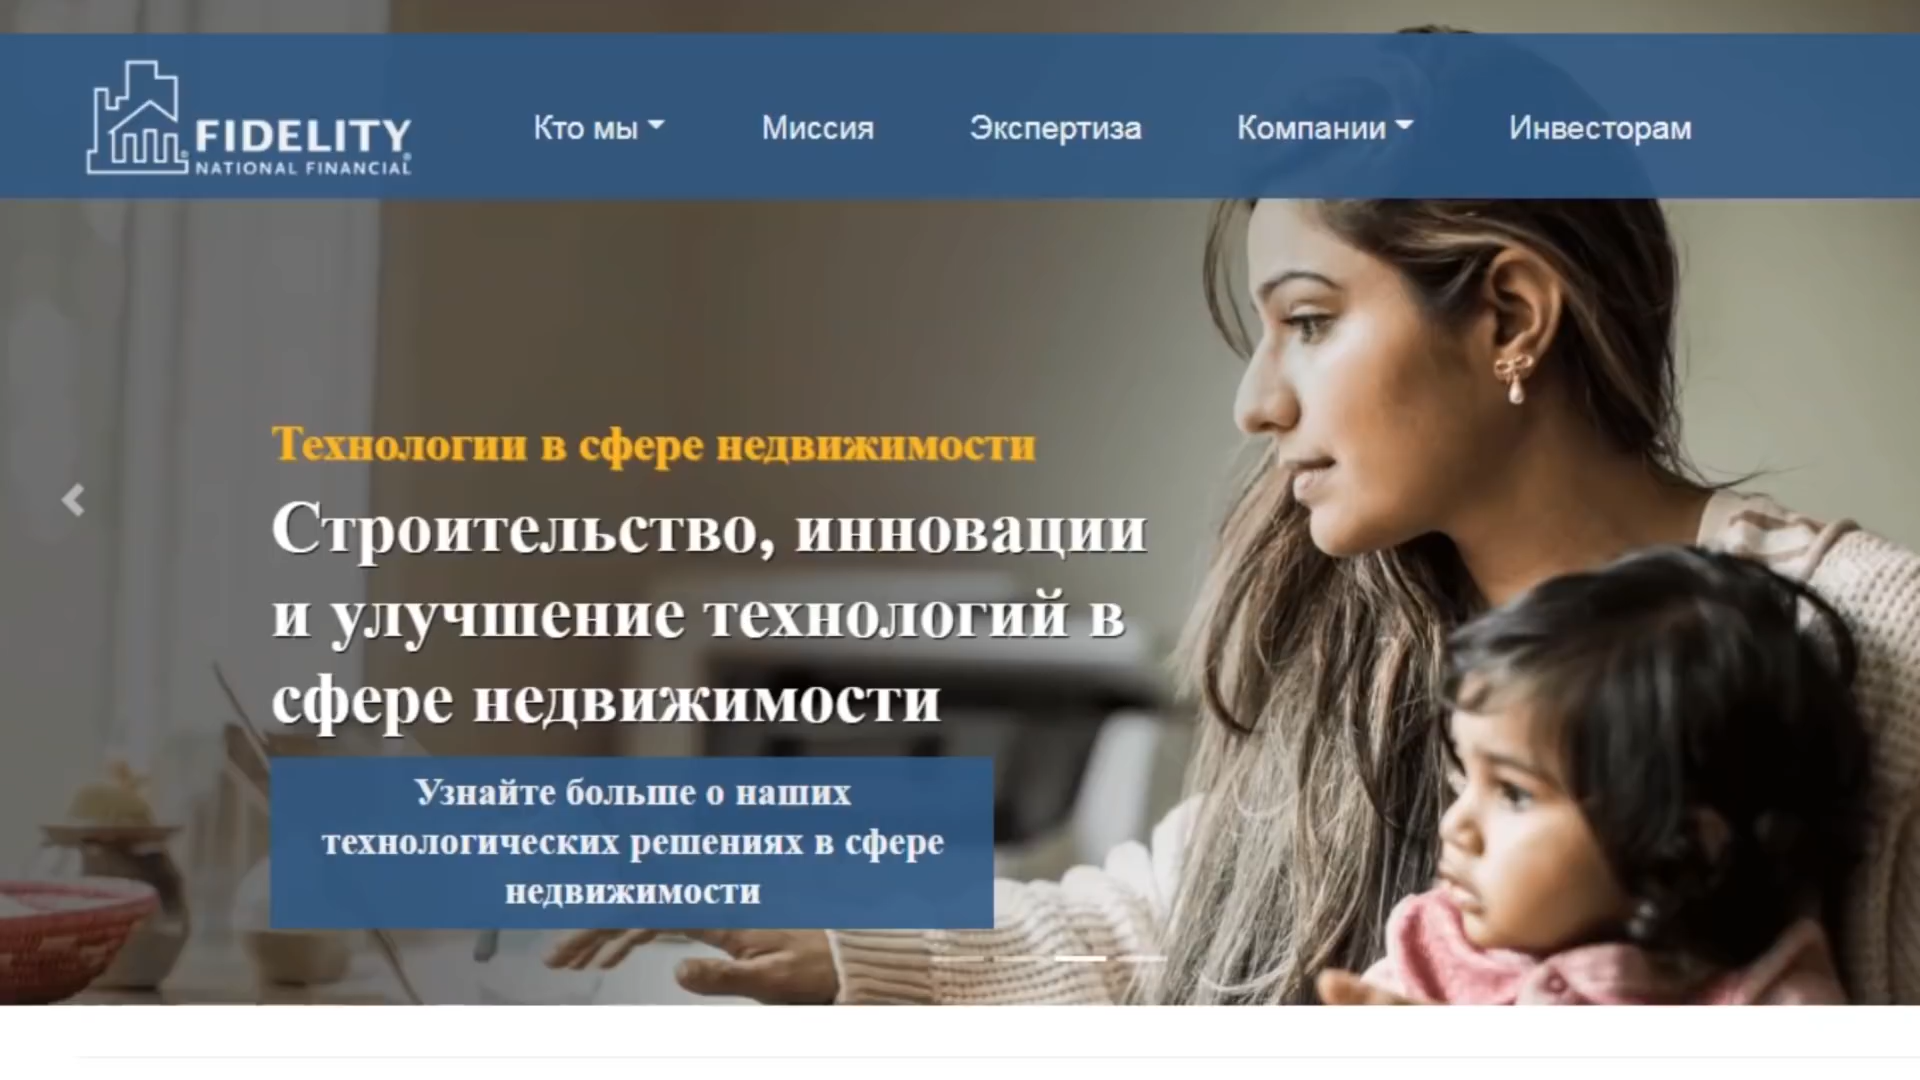 FIDELITY
NATIONAL FINANCIAL®
Кто мы
Миссия
Экспертиза
Компании
Инвесторам
Технологии в сфере недвижимости
Строительство, инновации
и улучшение технологий в
сфере недвижимости
Узнайте больше о наших
технологических решениях в сфере
недвижимости